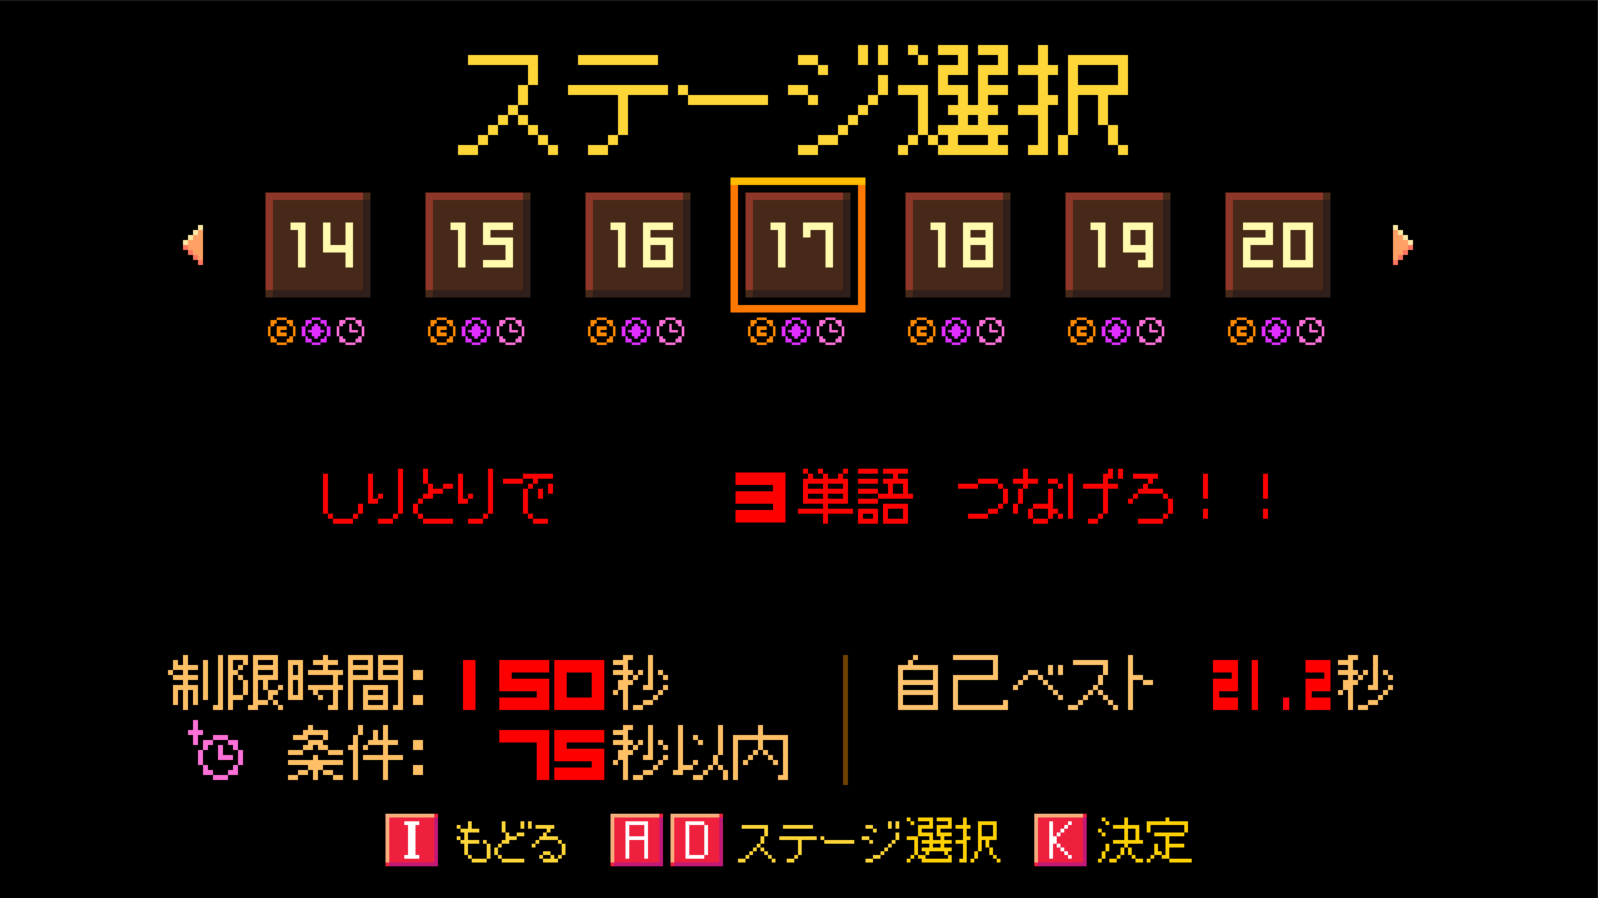 ステージ選択
14 15 16 17 18 19 20
しりとりで 3単語 つなげろ！！
制限時間: 150秒 自己ベスト 21.2秒
条件: 75秒以内
I もどる A D ステージ選択 K 決定